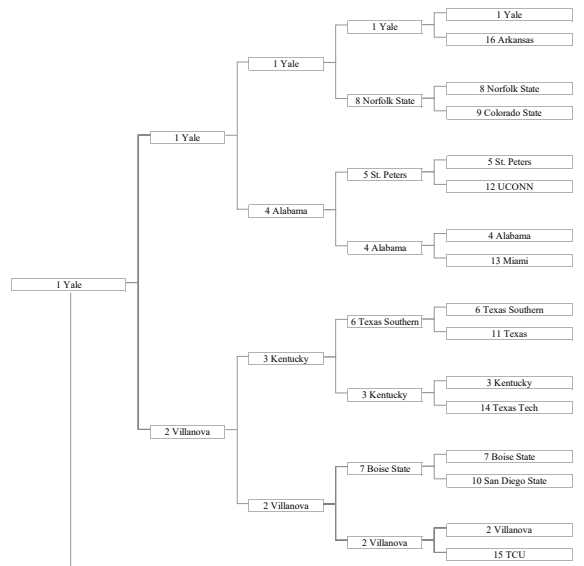 1 Yale
1 Yale
16 Arkansas
1 Yale
8 Norfolk State
8 Norfolk State
9 Colorado State
1 Yale
5 St. Peters
5 St. Peters
12 UCONN
4 Alabama
4 Alabama
4 Alabama
13 Miami
1 Yale
6 Texas Southern
6 Texas Southern
11 Texas
3 Kentucky
3 Kentucky
3 Kentucky
14 Texas Tech
2 Villanova
7 Boise State
7 Boise State
10 San Diego State
2 Villanova
2 Villanova
2 Villanova
15 TCU